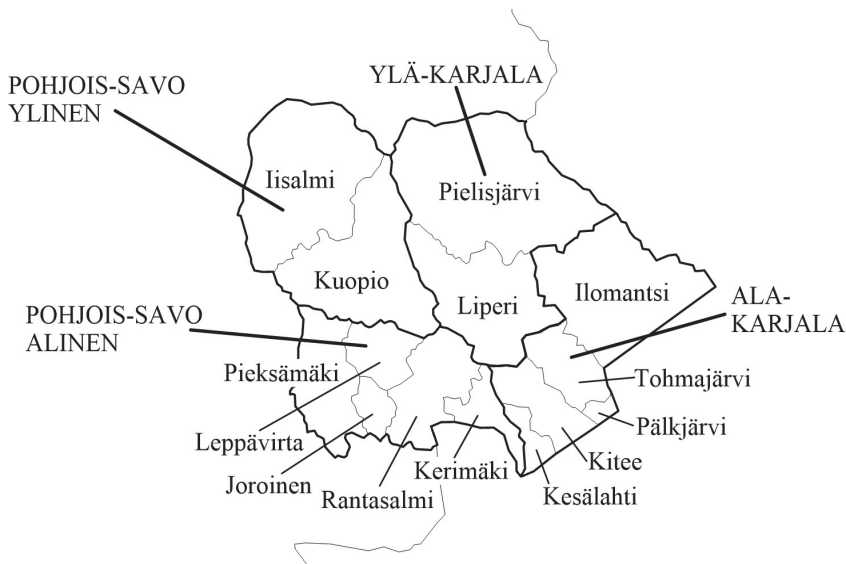 POHJOIS-SAVO
YLINEN
YLÄ-KARJALA
Iisalmi
Pielisjärvi
Kuopio
Liperi
Ilomantsi
POHJOIS-SAVO
ALINEN
ALA-
KARJALA
Pieksämäki
Tohmajärvi
Leppävirta
Pälkjärvi
Joroinen
Kerimäki
Kitee
Rantasalmi
Kesälahti